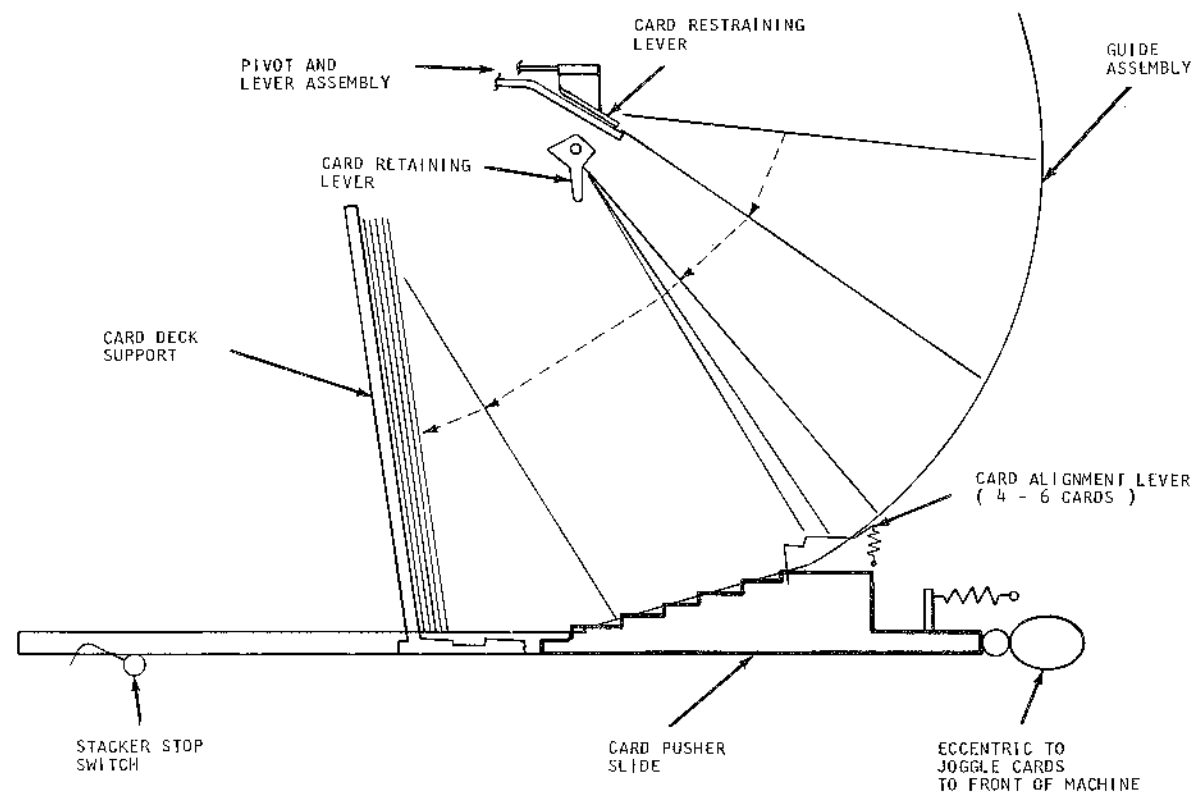 CARD RESTRAINING
LEVER
GUIDE
ASSEMBLY
PIVOT AND
LEVER ASSEMBLY
CARD RETAINING
LEVER
CARD DECK
SUPPORT
CARD ALIGNMENT LEVER
( 4 - 6 CARDS )
STACKER STOP
SWITCH
CARD PUSHER
SLIDE
ECCENTRIC TO
JOGGLE CARDS
TO FRONT OF MACHINE